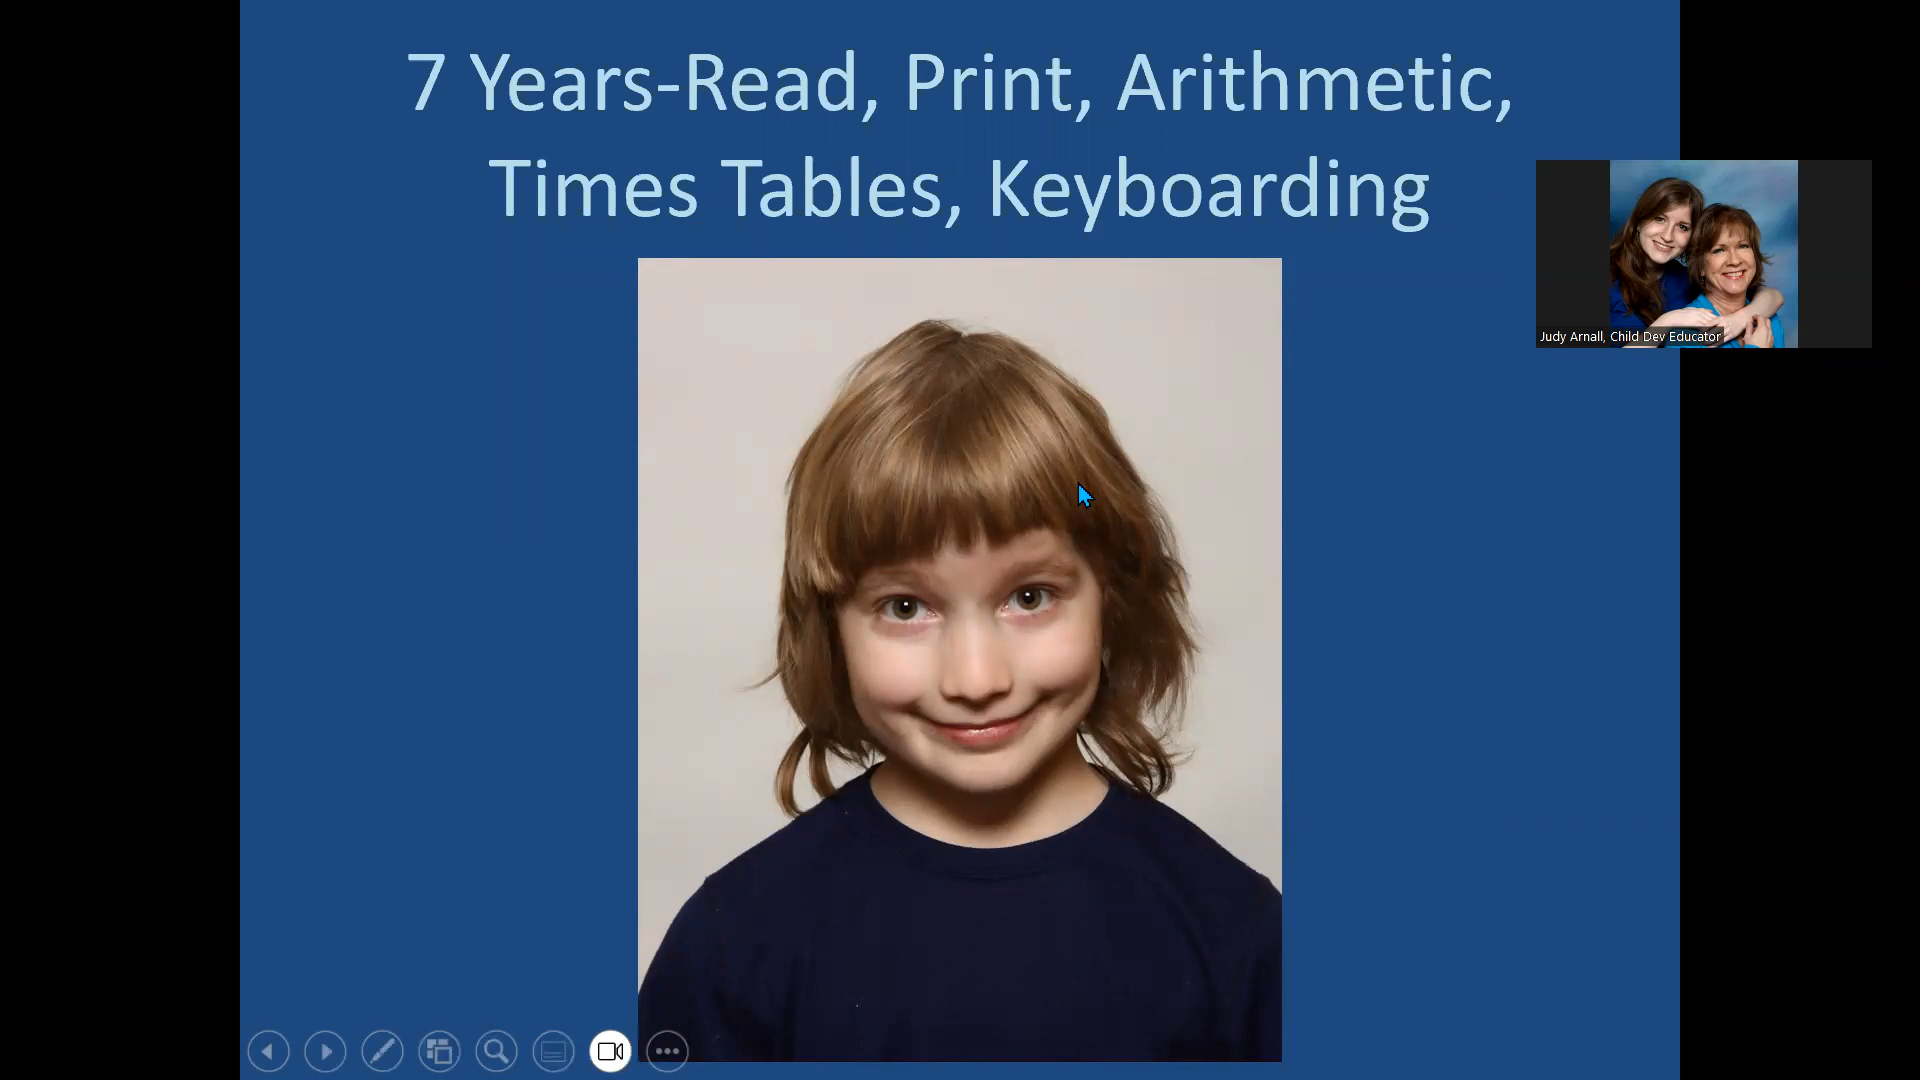 7 Years-Read, Print, Arithmetic,
Times Tables, Keyboarding
Judy Arnall, Child Dev Educator